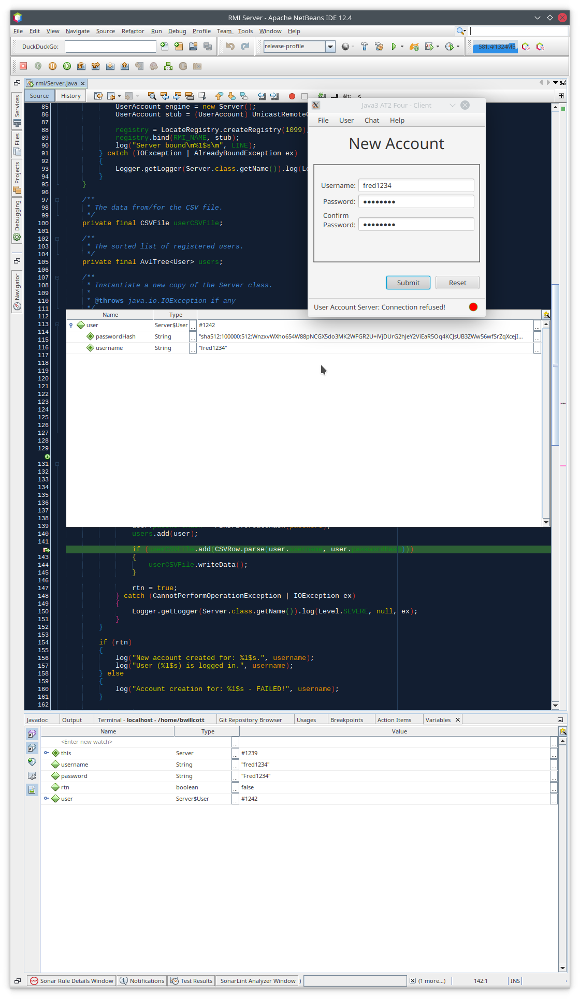 RMI Server - Apache NetBeans IDE 12.4
File Edit View Navigate Source Refactor Run Debug Profile Team Tools Window Help
DuckDuckGo:
release-profile
581.4/1324MB
rmi/Server.java
Source History
Services
Files
Projects
Debugging
Navigator
85 UserAccount engine = new Server();
86 UserAccount stub = (UserAccount) UnicastRemote
87
88 registry = LocateRegistry.createRegistry(1099)
89 registry.bind(RMI_NAME, stub);
90 log("Server bound\n%1$s\n", LINE);
91 } catch (IOException | AlreadyBoundException ex)
92 {
93 Logger.getLogger(Server.class.getName()).log(Le
94 }
95 }
96
97 /**
98 * The data from/for the CSV file.
99 */
100 private final CSVFile userCSVFile;
101
102 /**
103 * The sorted list of registered users.
104 */
105 private final AvlTree<User> users;
106
107 /**
108 * Instantiate a new copy of the Server class.
109 *
110 * @throws java.io.IOException if any
111 */
Java3 AT2 Four - Client
File User Chat Help
New Account
Username: fred1234
Password: ●●●●●●●●
Confirm
Password: ●●●●●●●●
Submit Reset
User Account Server: Connection refused!
112
Name Type
113 user Server$User ... #1242
114
115 passwordHash String ... "sha512:100000:512:WnzxvWXho654W88pNCGX5do3MK2WFGR2U+IVjDUrG2hJeY2ViEaR5Oq4KCJsUB3ZWw56wfSrZqXcejI...
116 username String ... "fred1234"
117
118
119
120
121
122
123
124
125
126
127
128
129
131
132
133
134
135
136
137
138
139
140 users.add(user);
141
if (userCSVFile.add(CSVRow.parse(user.username, user.passwordHash)))
143 {
144 userCSVFile.writeData();
145 }
146
147 rtn = true;
148 } catch (CannotPerformOperationException | IOException ex)
149 {
150 Logger.getLogger(Server.class.getName()).log(Level.SEVERE, null, ex);
151 }
152 }
153
154 if (rtn)
155 {
156 log("New account created for: %1$s.", username);
157 log("User (%1$s) is logged in.", username);
158 } else
159 {
160 log("Account creation for: %1$s - FAILED!", username);
161 }
162
Javadoc Output Terminal - localhost - /home/bwillcott Git Repository Browser Usages Breakpoints Action Items Variables
Name Type Value
<Enter new watch> ... ...
this Server ... #1239 ...
username String ... "fred1234" ...
password String ... "Fred1234" ...
rtn boolean ... false ...
user Server$User ... #1242 ...
Sonar Rule Details Window Notifications Test Results SonarLint Analyzer Window ) (1 more...) 142:1 INS